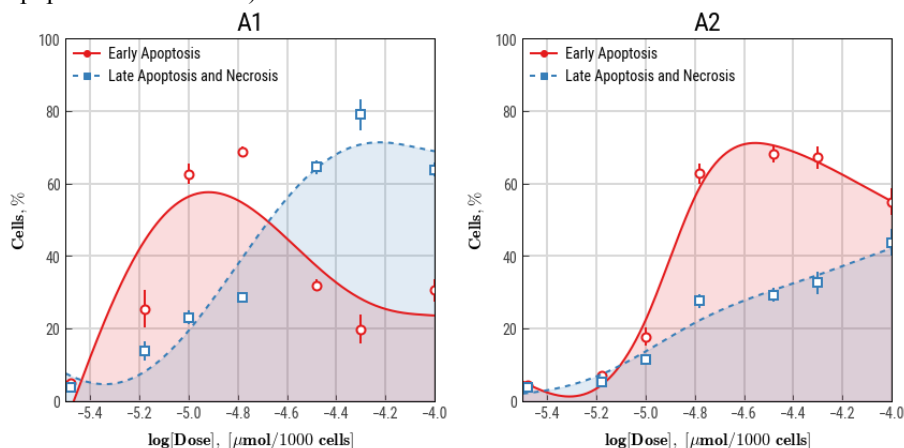 A1
Early Apoptosis
Late Apoptosis and Necrosis
100
80
60
40
20
0
Cells, %
−5.4 −5.2 −5.0 −4.8 −4.6 −4.4 −4.2 −4.0
log[Dose], [μmol/1000 cells]
A2
Early Apoptosis
Late Apoptosis and Necrosis
100
80
60
40
20
0
Cells, %
−5.4 −5.2 −5.0 −4.8 −4.6 −4.4 −4.2 −4.0
log[Dose], [μmol/1000 cells]